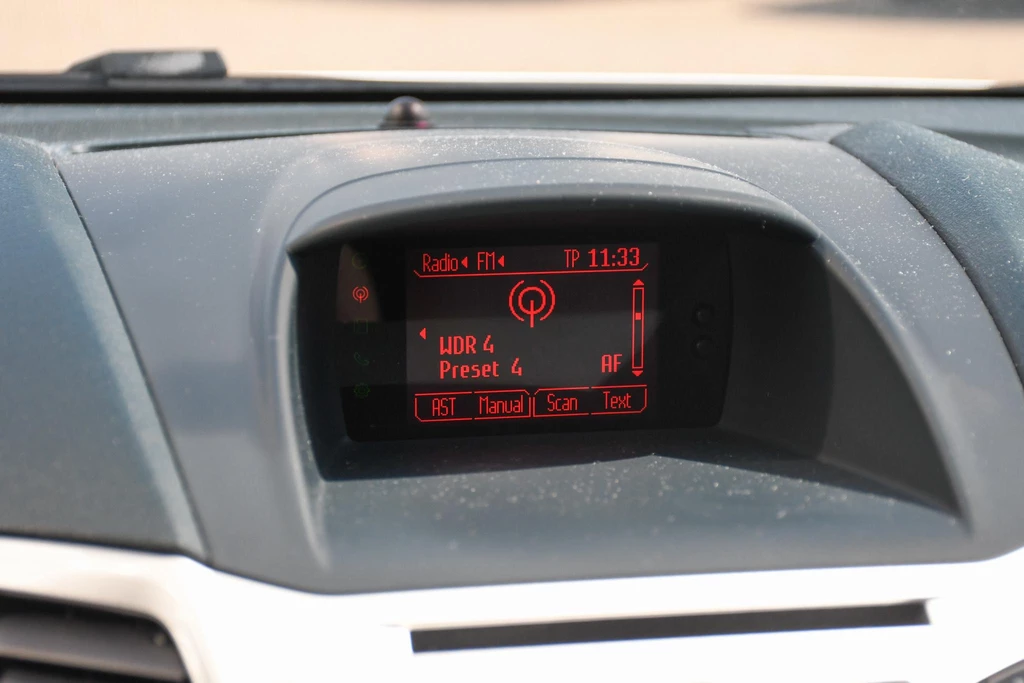 Radio FM TP 11:33
WDR 4
Preset 4 AF
AST Manual Scan Text